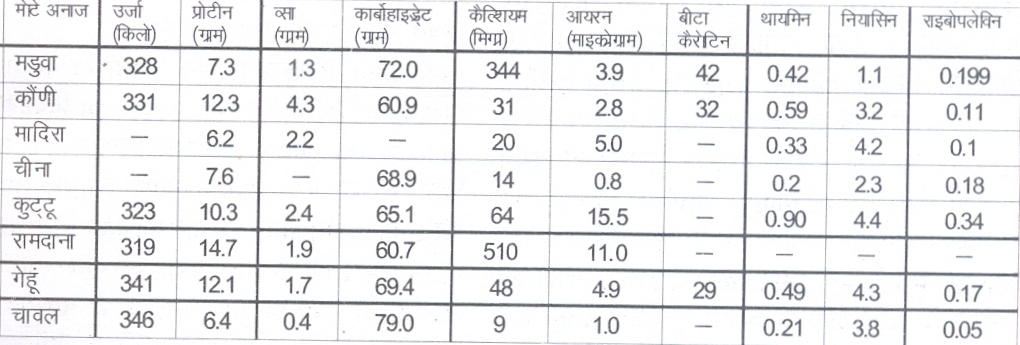 मोटे अनाज उर्जा (किलो) प्रोटीन (ग्राम) व्सा (ग्रम) कार्बोहाइड्रेट (ग्राम) कैल्शियम (मिग्र) आयरन (माइकोग्राम) बीटा कैरोटिन थायमिन नियासिन राइबोपलेविन
मडुवा 328 7.3 1.3 72.0 344 3.9 42 0.42 1.1 0.199
कौंणी 331 12.3 4.3 60.9 31 2.8 32 0.59 3.2 0.11
मादिरा — 6.2 2.2 — 20 5.0 — 0.33 4.2 0.1
चीना — 7.6 — 68.9 14 0.8 — 0.2 2.3 0.18
कुट्टू 323 10.3 2.4 65.1 64 15.5 — 0.90 4.4 0.34
रामदाना 319 14.7 1.9 60.7 510 11.0 — — — —
गेहूं 341 12.1 1.7 69.4 48 4.9 29 0.49 4.3 0.17
चावल 346 6.4 0.4 79.0 9 1.0 — 0.21 3.8 0.05